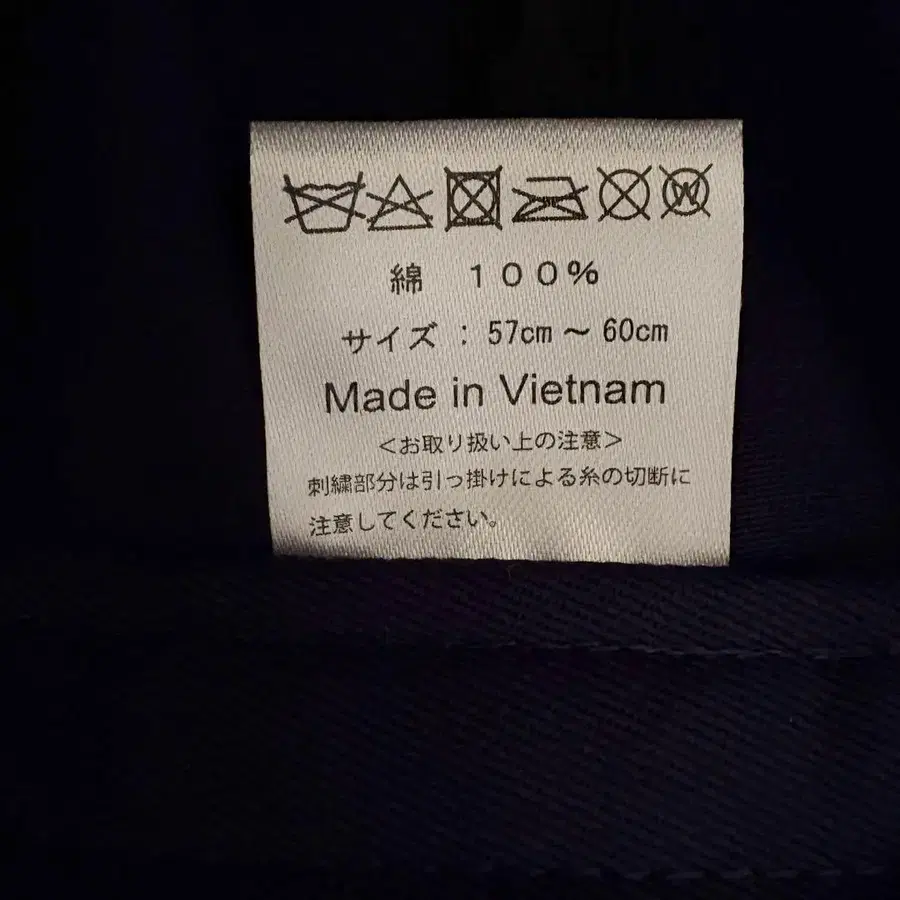 W
綿 100%
サイズ : 57cm ~ 60cm
Made in Vietnam
<お取り扱い上の注意>
刺繍部分は引っ掛けによる糸の切断に
注意してください。